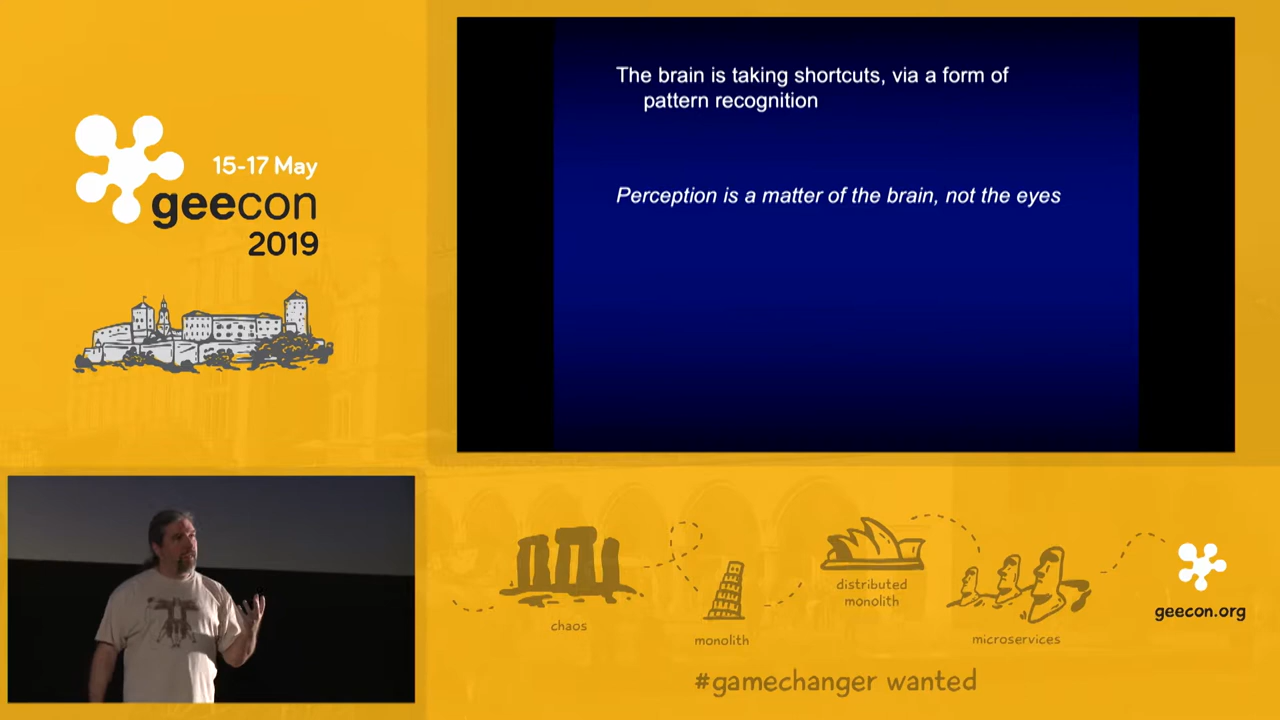 15-17 May
geecon
2019
The brain is taking shortcuts, via a form of
pattern recognition
Perception is a matter of the brain, not the eyes
chaos
monolith
distributed
monolith
microservices
geecon.org
#gamechanger wanted